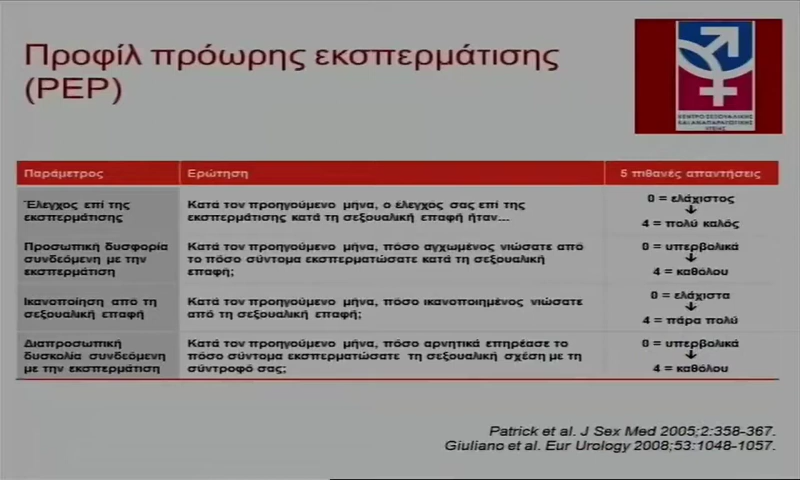 Προφίλ πρόωρης εκσπερμάτισης
(PEP)
ΚΕΝΤΡΟ ΣΕΞΟΥΑΛΙΚΗΣ
ΚΑΙ ΑΝΑΠΑΡΑΓΩΓΙΚΗΣ
ΥΓΕΙΑΣ
Παράμετρος Ερώτηση 5 πιθανές απαντήσεις
Έλεγχος επί της
εκσπερμάτισης
Κατά τον προηγούμενο μήνα, ο έλεγχός σας επί της
εκσπερμάτισης κατά τη σεξουαλική επαφή ήταν...
0 = ελάχιστος
4 = πολύ καλός
Προσωπική δυσφορία
συνδεόμενη με την
εκσπερμάτιση
Κατά τον προηγούμενο μήνα, πόσο αγχωμένος νιώσατε από
το πόσο σύντομα εκσπερματώσατε κατά τη σεξουαλική
επαφή;
0 = υπερβολικά
4 = καθόλου
Ικανοποίηση από τη
σεξουαλική επαφή
Κατά τον προηγούμενο μήνα, πόσο ικανοποιημένος νιώσατε
από τη σεξουαλική επαφή;
0 = ελάχιστα
4 = πάρα πολύ
Διαπροσωπική
δυσκολία συνδεόμενη
με την εκσπερμάτιση
Κατά τον προηγούμενο μήνα, πόσο αρνητικά επηρέασε το
πόσο σύντομα εκσπερματώσατε τη σεξουαλική σχέση με τη
σύντροφό σας;
0 = υπερβολικά
4 = καθόλου
Patrick et al. J Sex Med 2005;2:358-367.
Giuliano et al. Eur Urology 2008;53:1048-1057.